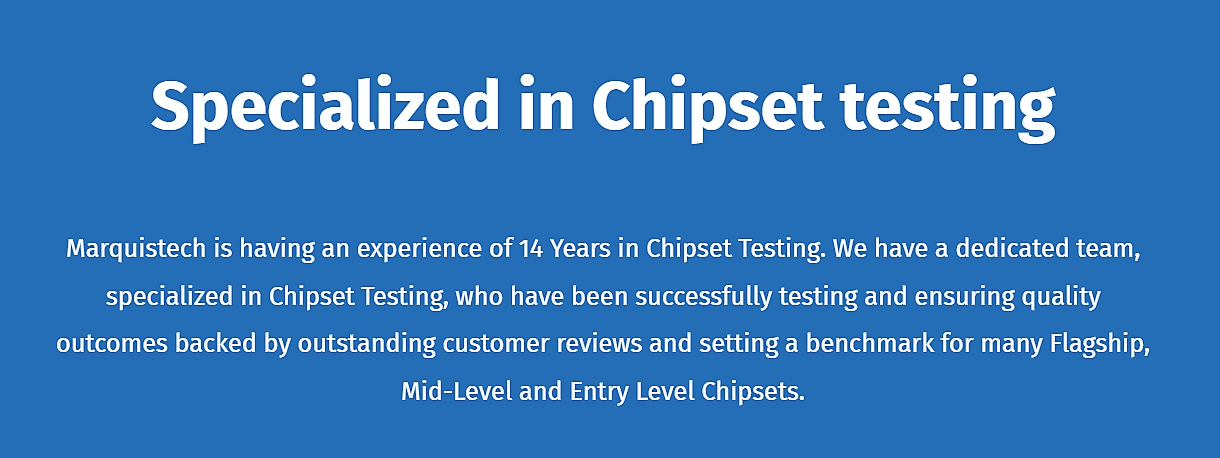 Specialized in Chipset testing
Marquistech is having an experience of 14 Years in Chipset Testing. We have a dedicated team,
specialized in Chipset Testing, who have been successfully testing and ensuring quality
outcomes backed by outstanding customer reviews and setting a benchmark for many Flagship,
Mid-Level and Entry Level Chipsets.